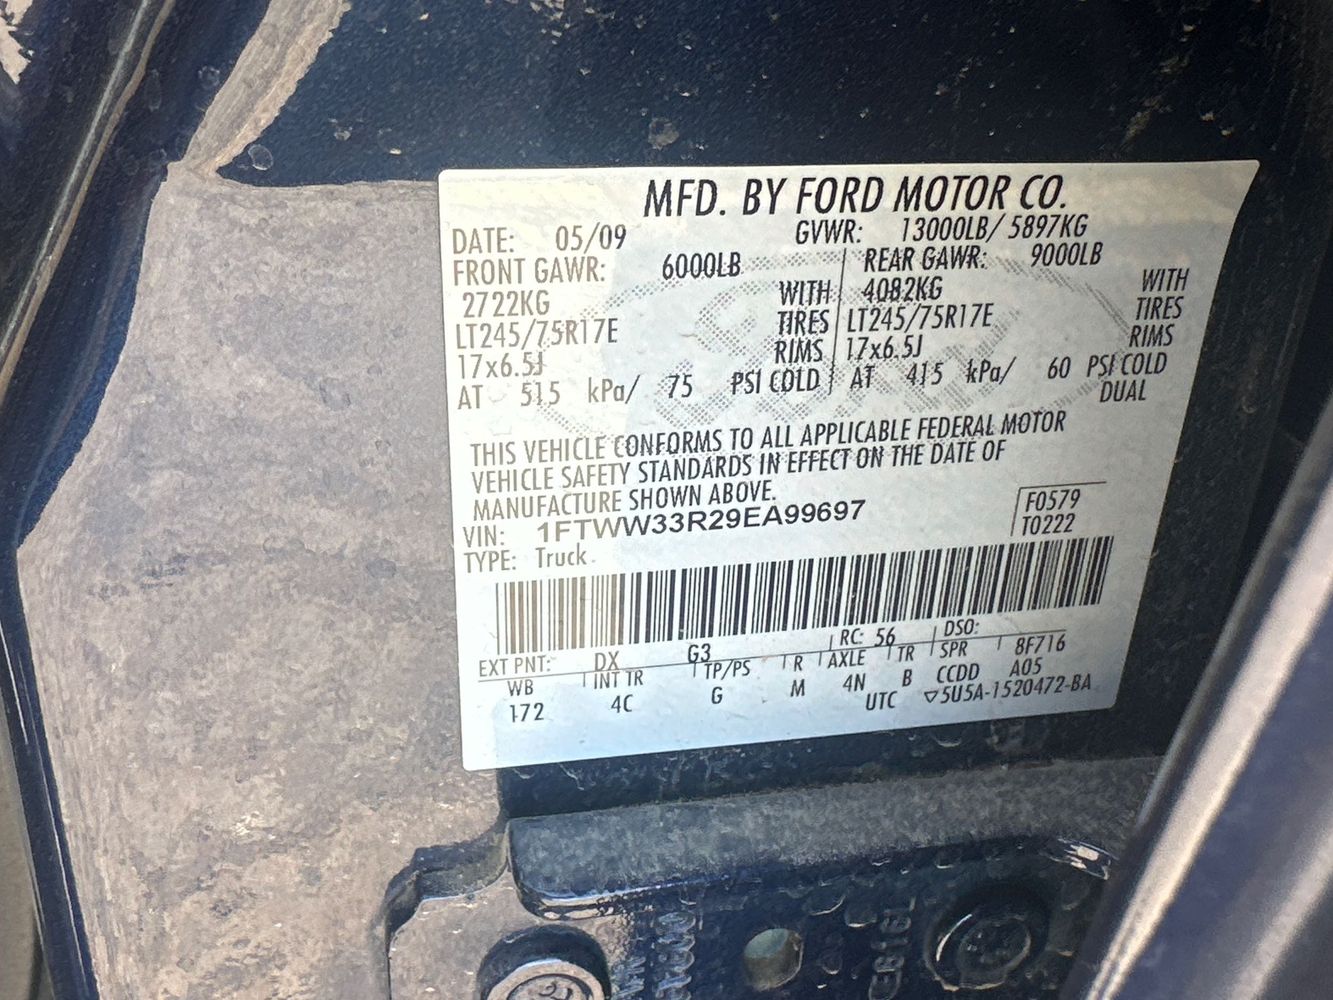 MFD. BY FORD MOTOR CO.
DATE: 05/09 GVWR: 13000LB/ 5897KG
FRONT GAWR: 6000LB REAR GAWR: 9000LB
2722KG WITH 4082KG WITH
LT245/75R17E TIRES LT245/75R17E TIRES
17x6.5J RIMS 17x6.5J RIMS
AT 515 kPa/ 75 PSI COLD AT 415 kPa/ 60 PSI COLD
DUAL
THIS VEHICLE CONFORMS TO ALL APPLICABLE FEDERAL MOTOR
VEHICLE SAFETY STANDARDS IN EFFECT ON THE DATE OF
MANUFACTURE SHOWN ABOVE.
VIN: 1FTWW33R29EA99697 F0579
TYPE: Truck T0222
EXT PNT: DX G3 RC: 56 DSO:
WB INT TR TP/PS R AXLE TR SPR 8F716
172 4C G M 4N B CCDD A05
UTC ▽5U5A-1520472-BA